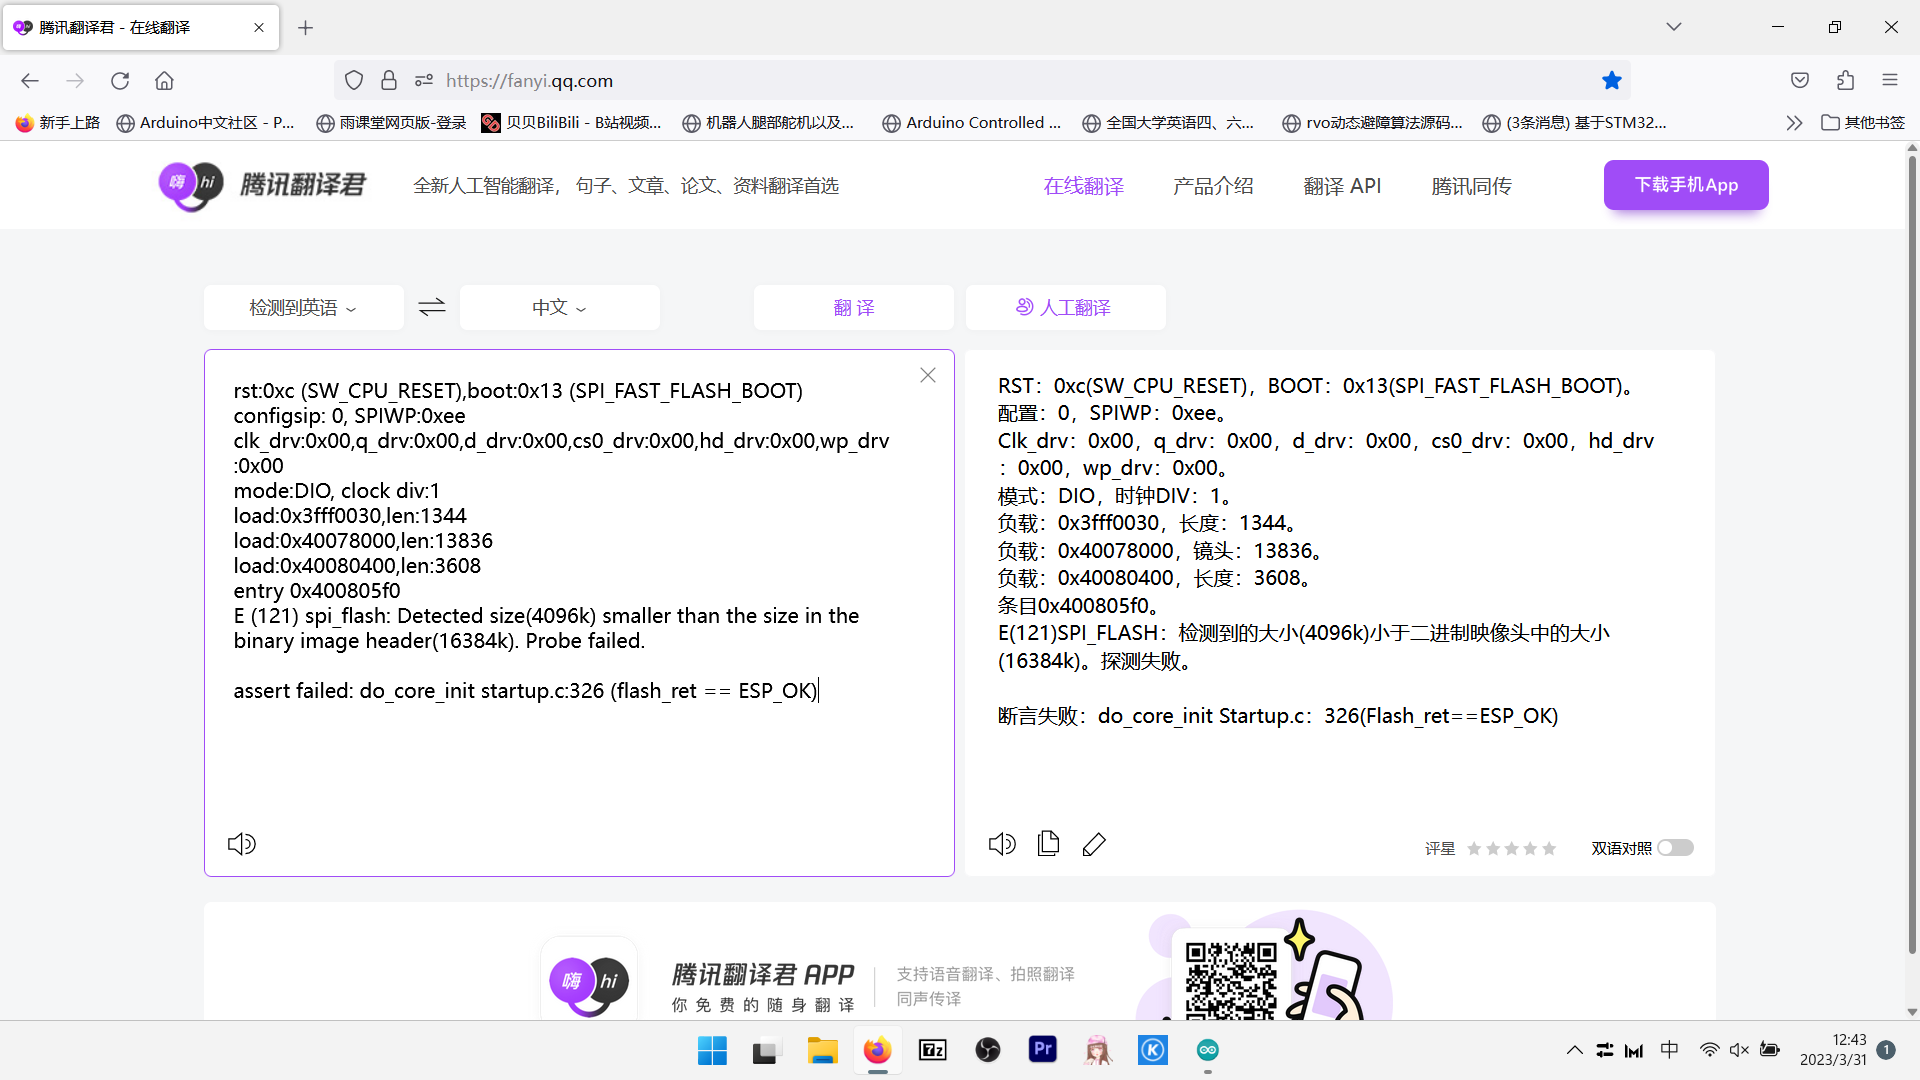 腾讯翻译君 - 在线翻译
https://fanyi.qq.com
新手上路
Arduino中文社区 - P...
雨课堂网页版-登录
贝贝BiliBili - B站视频...
机器人腿部舵机以及...
Arduino Controlled ...
全国大学英语四、六...
rvo动态避障算法源码...
(3条消息) 基于STM32...
其他书签
嗨 hi 腾讯翻译君
全新人工智能翻译， 句子、文章、论文、资料翻译首选
在线翻译
产品介绍
翻译 API
腾讯同传
下载手机App
检测到英语
中文
翻 译
人工翻译
rst:0xc (SW_CPU_RESET),boot:0x13 (SPI_FAST_FLASH_BOOT)
configsip: 0, SPIWP:0xee
clk_drv:0x00,q_drv:0x00,d_drv:0x00,cs0_drv:0x00,hd_drv:0x00,wp_drv
:0x00
mode:DIO, clock div:1
load:0x3fff0030,len:1344
load:0x40078000,len:13836
load:0x40080400,len:3608
entry 0x400805f0
E (121) spi_flash: Detected size(4096k) smaller than the size in the
binary image header(16384k). Probe failed.
assert failed: do_core_init startup.c:326 (flash_ret == ESP_OK)
RST：0xc(SW_CPU_RESET)，BOOT：0x13(SPI_FAST_FLASH_BOOT)。
配置：0，SPIWP：0xee。
Clk_drv：0x00，q_drv：0x00，d_drv：0x00，cs0_drv：0x00，hd_drv
：0x00，wp_drv：0x00。
模式：DIO，时钟DIV：1。
负载：0x3fff0030，长度：1344。
负载：0x40078000，镜头：13836。
负载：0x40080400，长度：3608。
条目0x400805f0。
E(121)SPI_FLASH：检测到的大小(4096k)小于二进制映像头中的大小
(16384k)。探测失败。
断言失败：do_core_init Startup.c：326(Flash_ret==ESP_OK)
评星
双语对照
嗨 hi
腾讯翻译君 APP
你免费的随身翻译
支持语音翻译、拍照翻译
同声传译
7z
Pr
K
中
12:43
2023/3/31
1